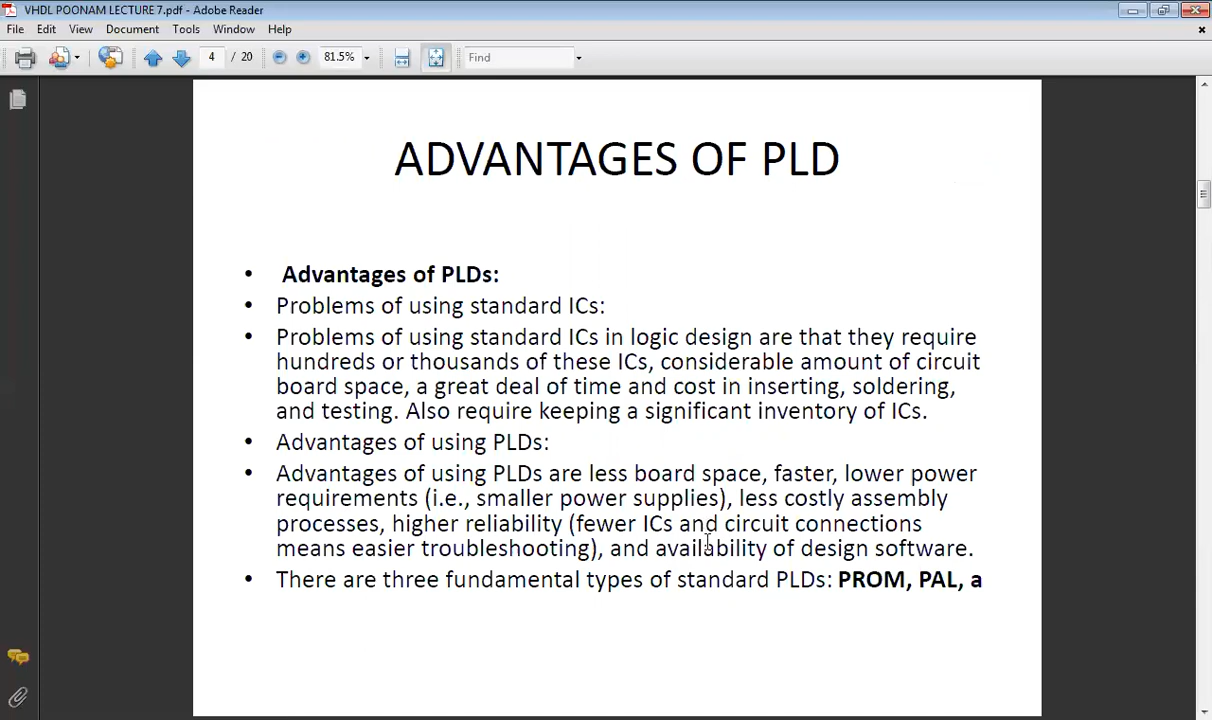 VHDL POONAM LECTURE 7.pdf - Adobe Reader
File Edit View Document Tools Window Help
4 / 20 81.5% Find
ADVANTAGES OF PLD
• Advantages of PLDs:
• Problems of using standard ICs:
• Problems of using standard ICs in logic design are that they require
hundreds or thousands of these ICs, considerable amount of circuit
board space, a great deal of time and cost in inserting, soldering,
and testing. Also require keeping a significant inventory of ICs.
• Advantages of using PLDs:
• Advantages of using PLDs are less board space, faster, lower power
requirements (i.e., smaller power supplies), less costly assembly
processes, higher reliability (fewer ICs and circuit connections
means easier troubleshooting), and availability of design software.
• There are three fundamental types of standard PLDs: PROM, PAL, a